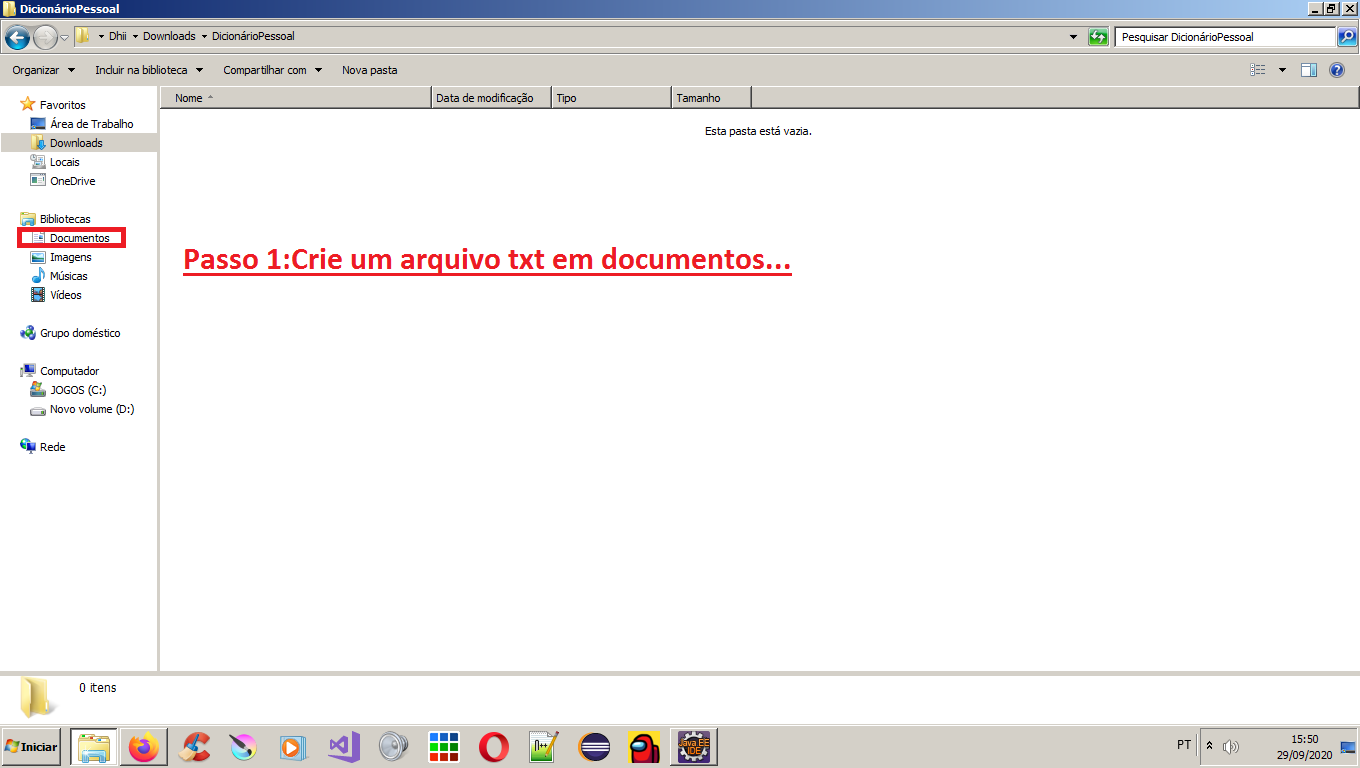 DicionárioPessoal
Dhii Downloads DicionárioPessoal
Pesquisar DicionárioPessoal
Organizar Incluir na biblioteca Compartilhar com Nova pasta
Nome Data de modificação Tipo Tamanho
Esta pasta está vazia.
Favoritos
Área de Trabalho
Downloads
Locais
OneDrive
Bibliotecas
Documentos
Imagens
Músicas
Vídeos
Grupo doméstico
Computador
JOGOS (C:)
Novo volume (D:)
Rede
Passo 1:Crie um arquivo txt em documentos...
0 itens
Iniciar
Java EE
IDE
PT
15:50
29/09/2020